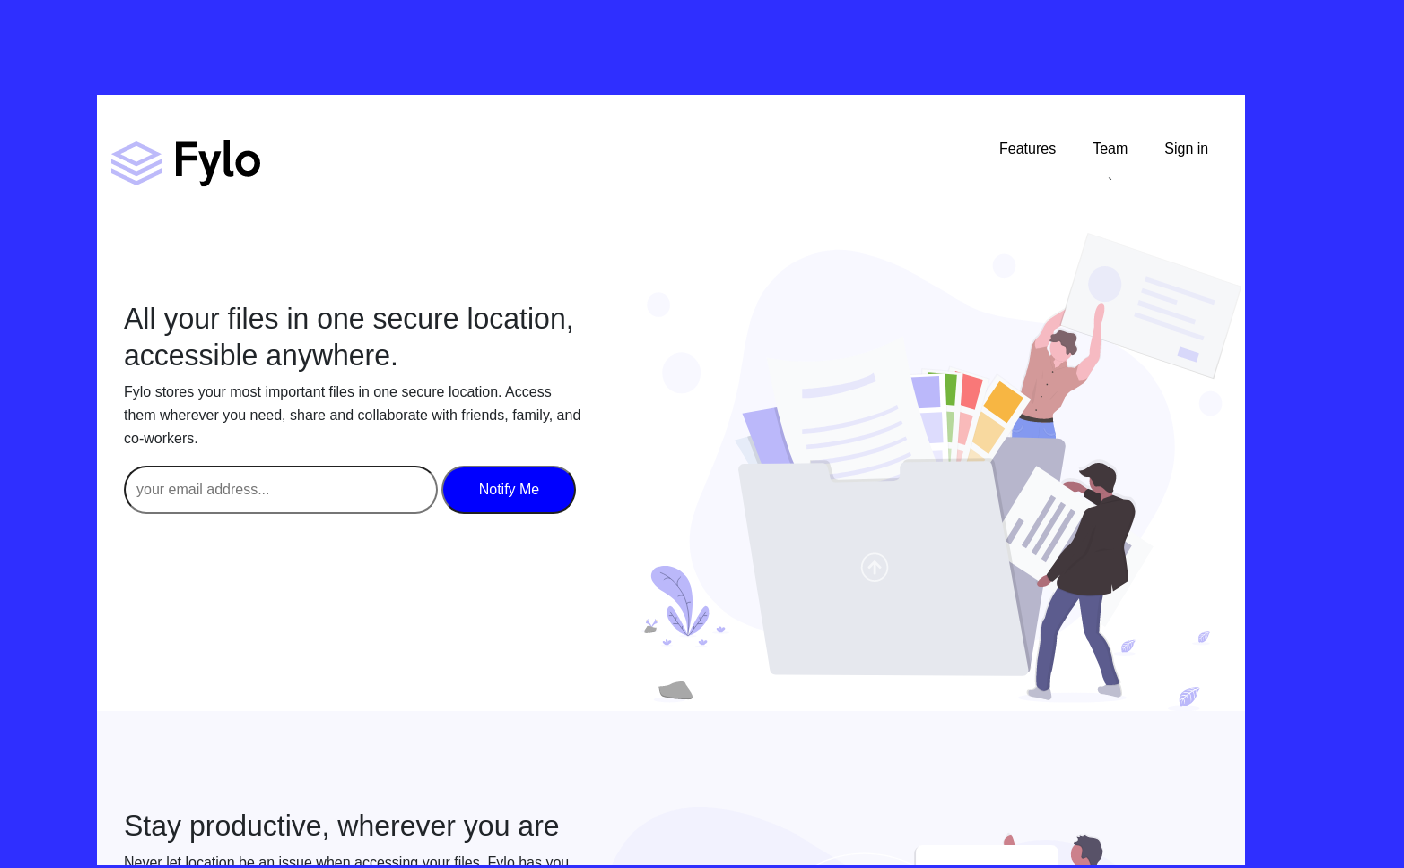 Fylo
Features Team Sign in
All your files in one secure location,
accessible anywhere.
Fylo stores your most important files in one secure location. Access
them wherever you need, share and collaborate with friends, family, and
co-workers.
your email address... Notify Me
Stay productive, wherever you are
Never let location be an issue when accessing your files. Fylo has you